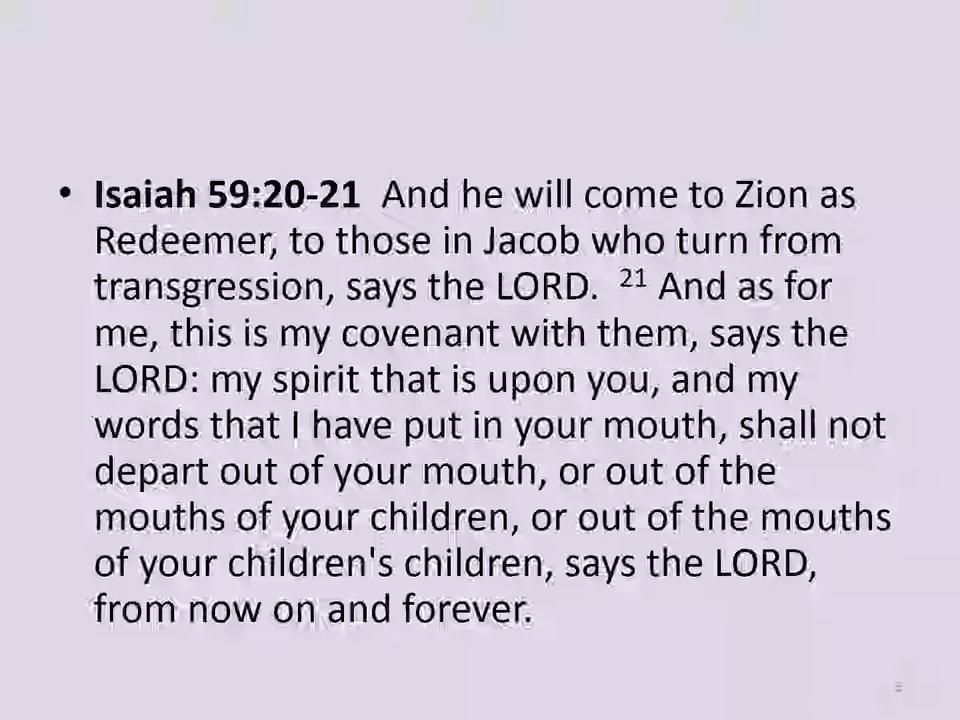 • Isaiah 59:20-21  And he will come to Zion as
Redeemer, to those in Jacob who turn from
transgression, says the LORD.  21 And as for
me, this is my covenant with them, says the
LORD: my spirit that is upon you, and my
words that I have put in your mouth, shall not
depart out of your mouth, or out of the
mouths of your children, or out of the mouths
of your children's children, says the LORD,
from now on and forever.